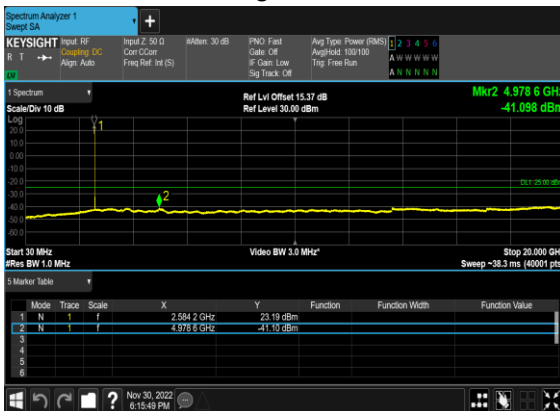 Spectrum Analyzer 1
Swept SA
KEYSIGHT
R T
LV
Input: RF
Coupling: DC
Align: Auto
Input Z: 50 Ω
Corr CCorr
Freq Ref: Int (S)
#Atten: 30 dB
PNO: Fast
Gate: Off
IF Gain: Low
Sig Track: Off
Avg Type: Power (RMS)
Avg|Hold: 100/100
Trig: Free Run
1 2 3 4 5 6
A W W W W W
A N N N N N
1 Spectrum
Scale/Div 10 dB
Ref Lvl Offset 15.37 dB
Ref Level 30.00 dBm
Mkr2 4.978 6 GHz
-41.098 dBm
Log
20.0
10.0
0.00
-10.0
-20.0
-30.0
-40.0
-50.0
-60.0
1
2
DL1 -25.00 dBm
Start 30 MHz
#Res BW 1.0 MHz
Video BW 3.0 MHz*
Stop 20.000 GH
Sweep ~38.3 ms (40001 pts
5 Marker Table
Mode Trace Scale X Y Function Function Width Function Value
1 N 1 f 2.584 2 GHz 23.19 dBm
2 N 1 f 4.978 6 GHz -41.10 dBm
3
4
5
6
?
Nov 30, 2022
6:15:49 PM